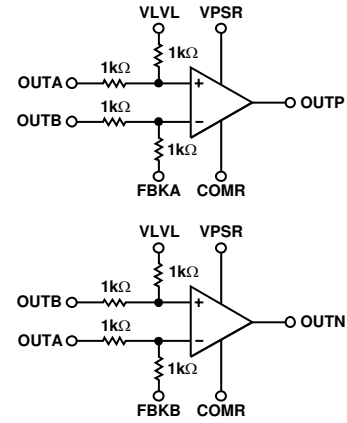 VLVL VPSR
1kΩ
1kΩ
OUTA + OUTP
1kΩ
OUTB −
1kΩ
FBKA COMR
VLVL VPSR
1kΩ
1kΩ
OUTB + OUTN
1kΩ
OUTA −
1kΩ
FBKB COMR